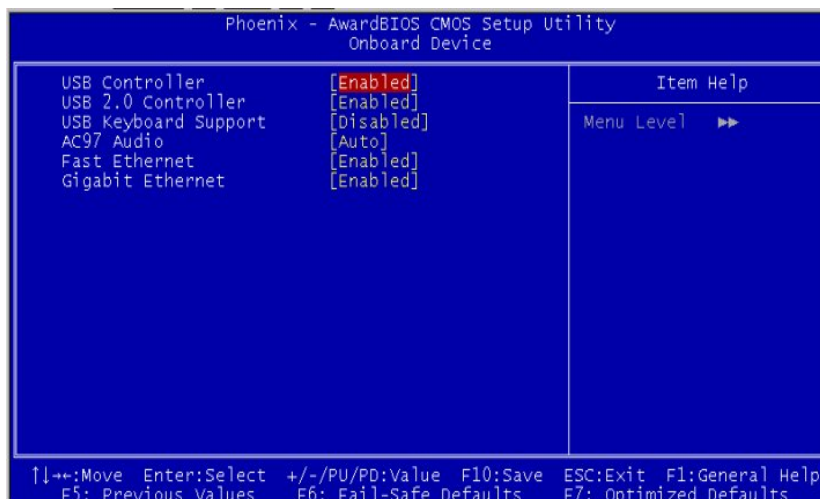 Phoenix - AwardBIOS CMOS Setup Utility
Onboard Device
USB Controller [Enabled]
USB 2.0 Controller [Enabled]
USB Keyboard Support [Disabled]
AC97 Audio [Auto]
Fast Ethernet [Enabled]
Gigabit Ethernet [Enabled]
Item Help
Menu Level ▶▶
↑↓→←:Move Enter:Select +/-/PU/PD:Value F10:Save ESC:Exit F1:General Help
F5: Previous Values F6: Fail-Safe Defaults F7: Optimized Defaults